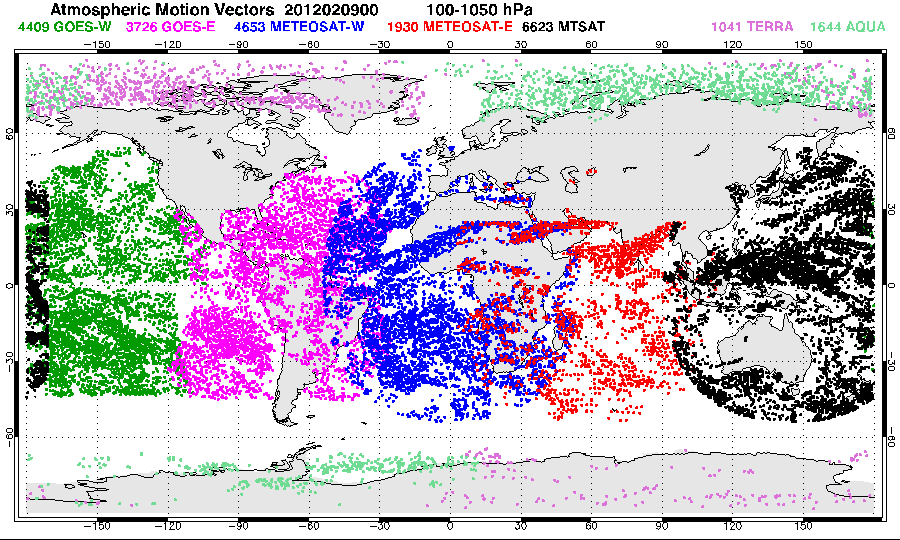 Atmospheric Motion Vectors 2012020900 100-1050 hPa
4409 GOES-W 3726 GOES-E 4653 METEOSAT-W 1930 METEOSAT-E 6623 MTSAT 1041 TERRA 1644 AQUA
-150 -120 -90 -60 -30 0 30 60 90 120 150
60 60
30 30
0 0
-30 -30
-60 -60
-150 -120 -90 -60 -30 0 30 60 90 120 150